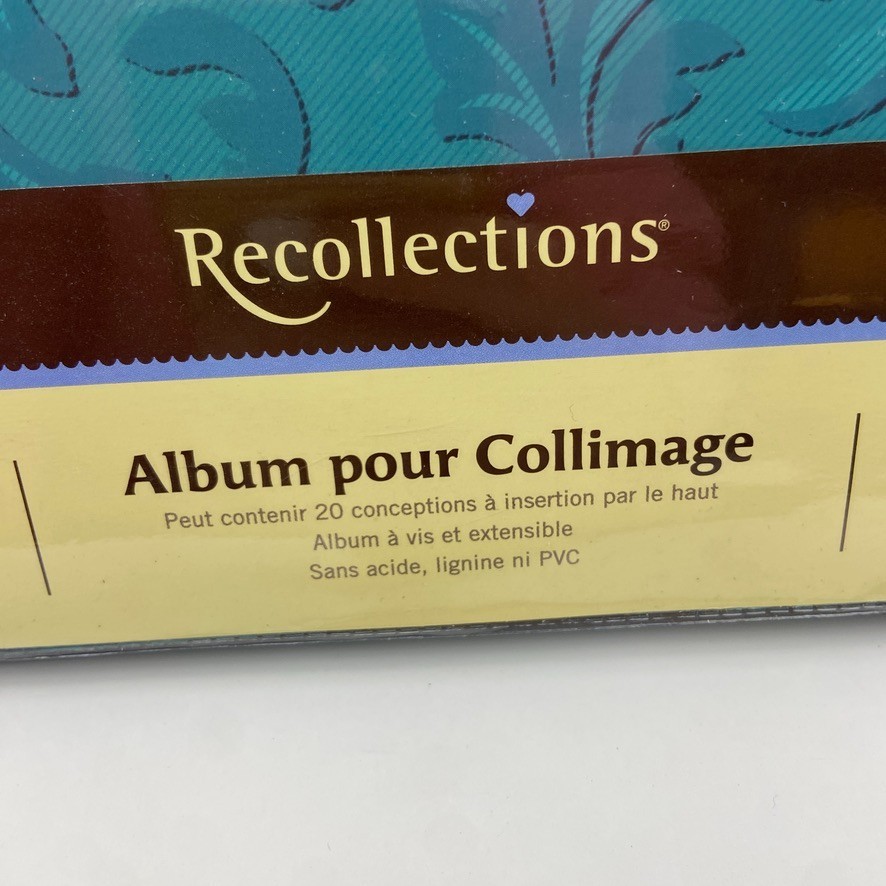 Recollections®
Album pour Collimage
Peut contenir 20 conceptions à insertion par le haut
Album à vis et extensible
Sans acide, lignine ni PVC